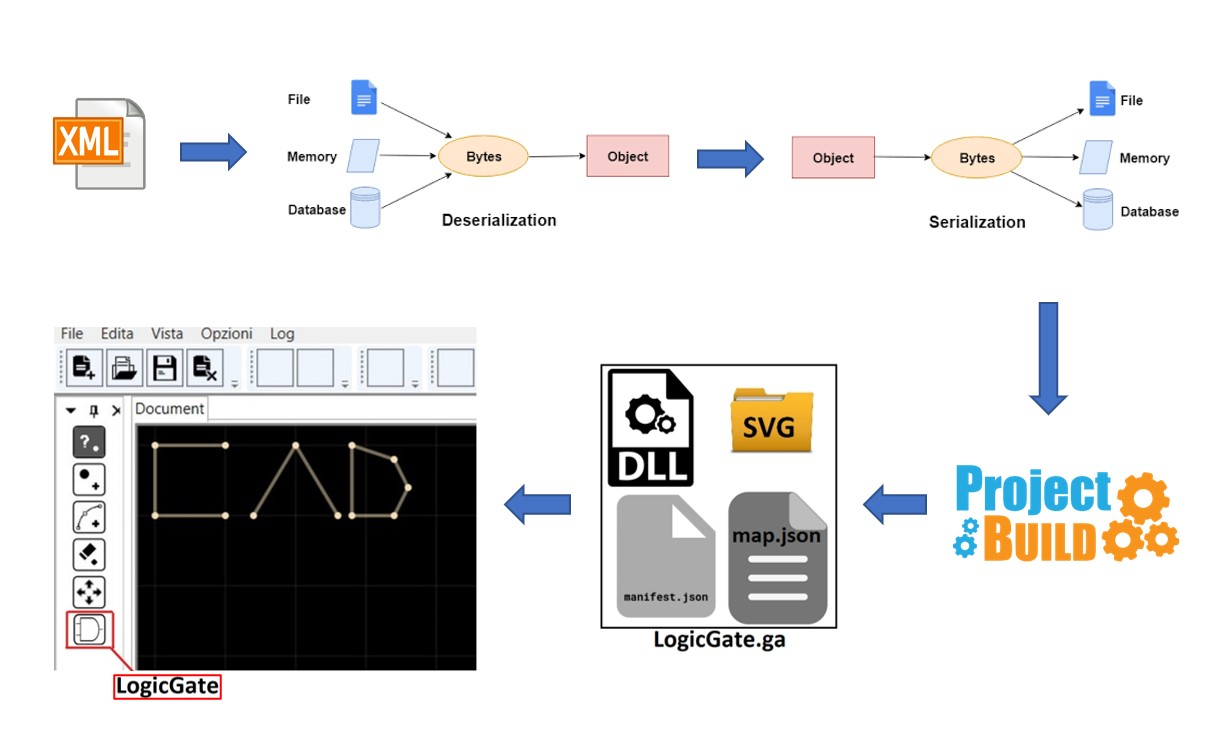 XML
File
Memory
Database
Bytes
Object
Deserialization
Object
Bytes
File
Memory
Database
Serialization
File Edita Vista Opzioni Log
Document
?.
LogicGate
DLL
SVG
manifest.json
map.json
LogicGate.ga
Project
BUILD